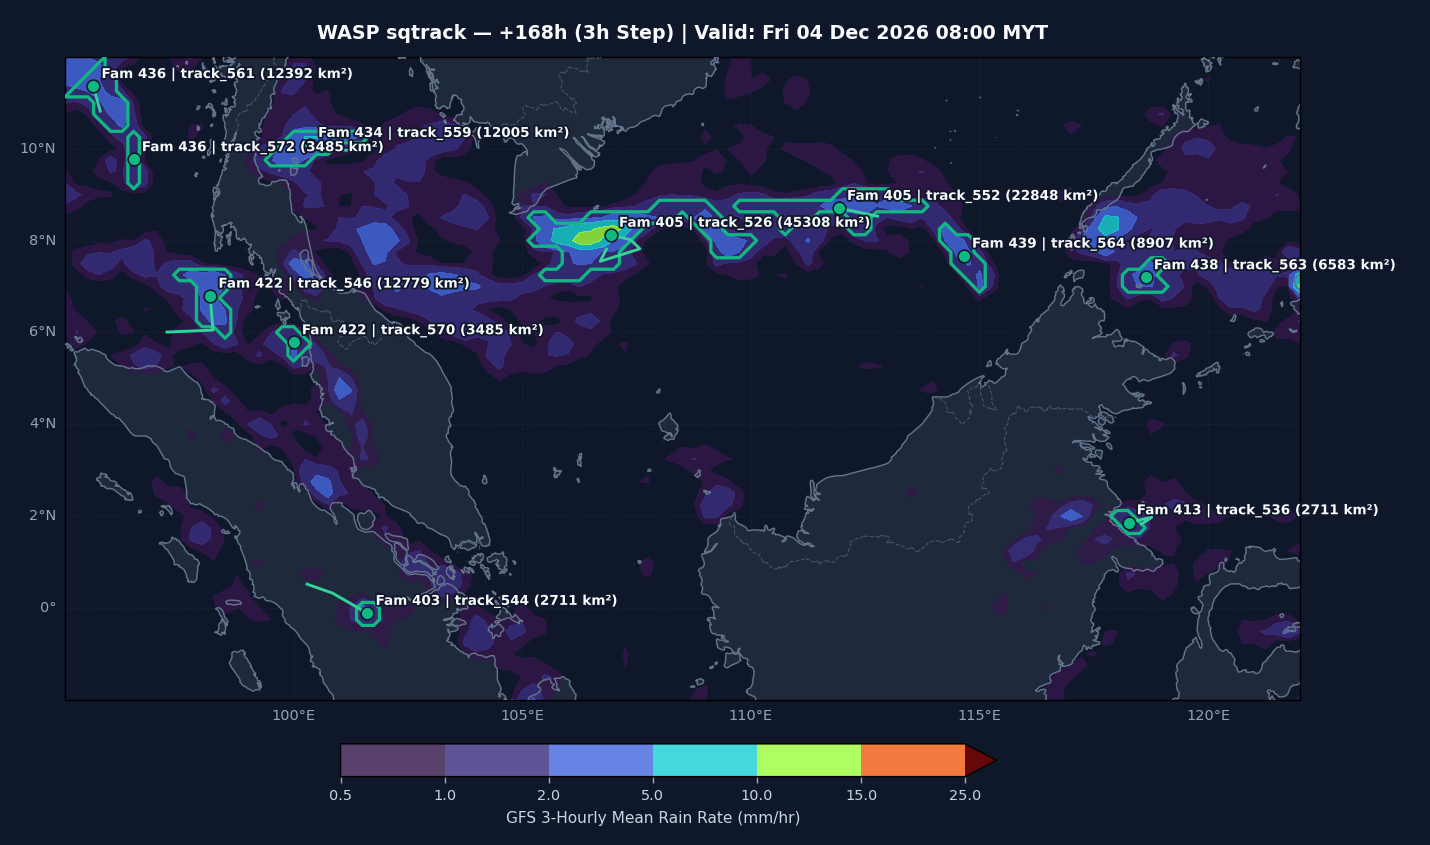 WASP sqtrack — +168h (3h Step) | Valid: Fri 04 Dec 2026 08:00 MYT
Fam 436 | track_561 (12392 km²)
Fam 434 | track_559 (12005 km²)
Fam 436 | track_572 (3485 km²)
Fam 405 | track_552 (22848 km²)
Fam 405 | track_526 (45308 km²)
Fam 439 | track_564 (8907 km²)
Fam 438 | track_563 (6583 km²)
Fam 422 | track_546 (12779 km²)
Fam 422 | track_570 (3485 km²)
Fam 413 | track_536 (2711 km²)
Fam 403 | track_544 (2711 km²)
10°N
8°N
6°N
4°N
2°N
0°
100°E 105°E 110°E 115°E 120°E
0.5 1.0 2.0 5.0 10.0 15.0 25.0
GFS 3-Hourly Mean Rain Rate (mm/hr)